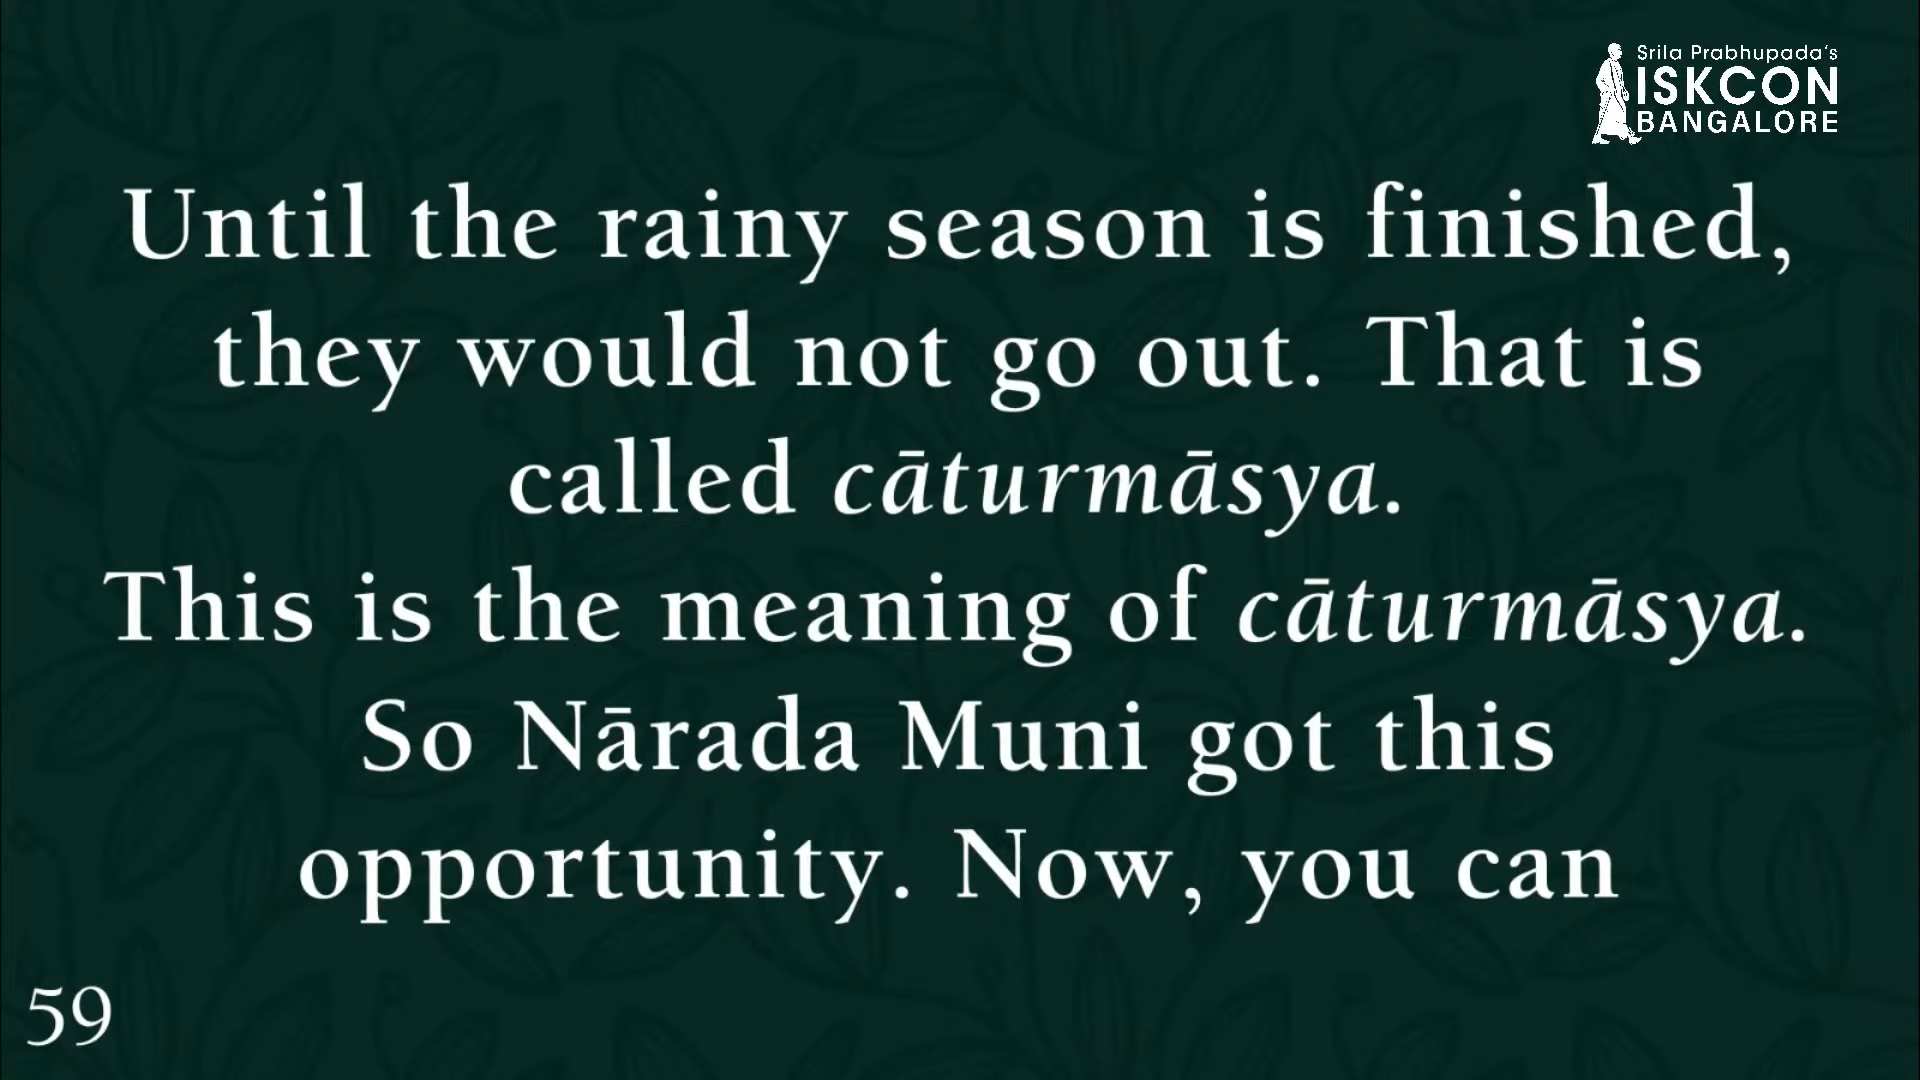 Srila Prabhupada's
ISKCON
BANGALORE
Until the rainy season is finished,
they would not go out. That is
called cāturmāsya.
This is the meaning of cāturmāsya.
So Nārada Muni got this
opportunity. Now, you can
59